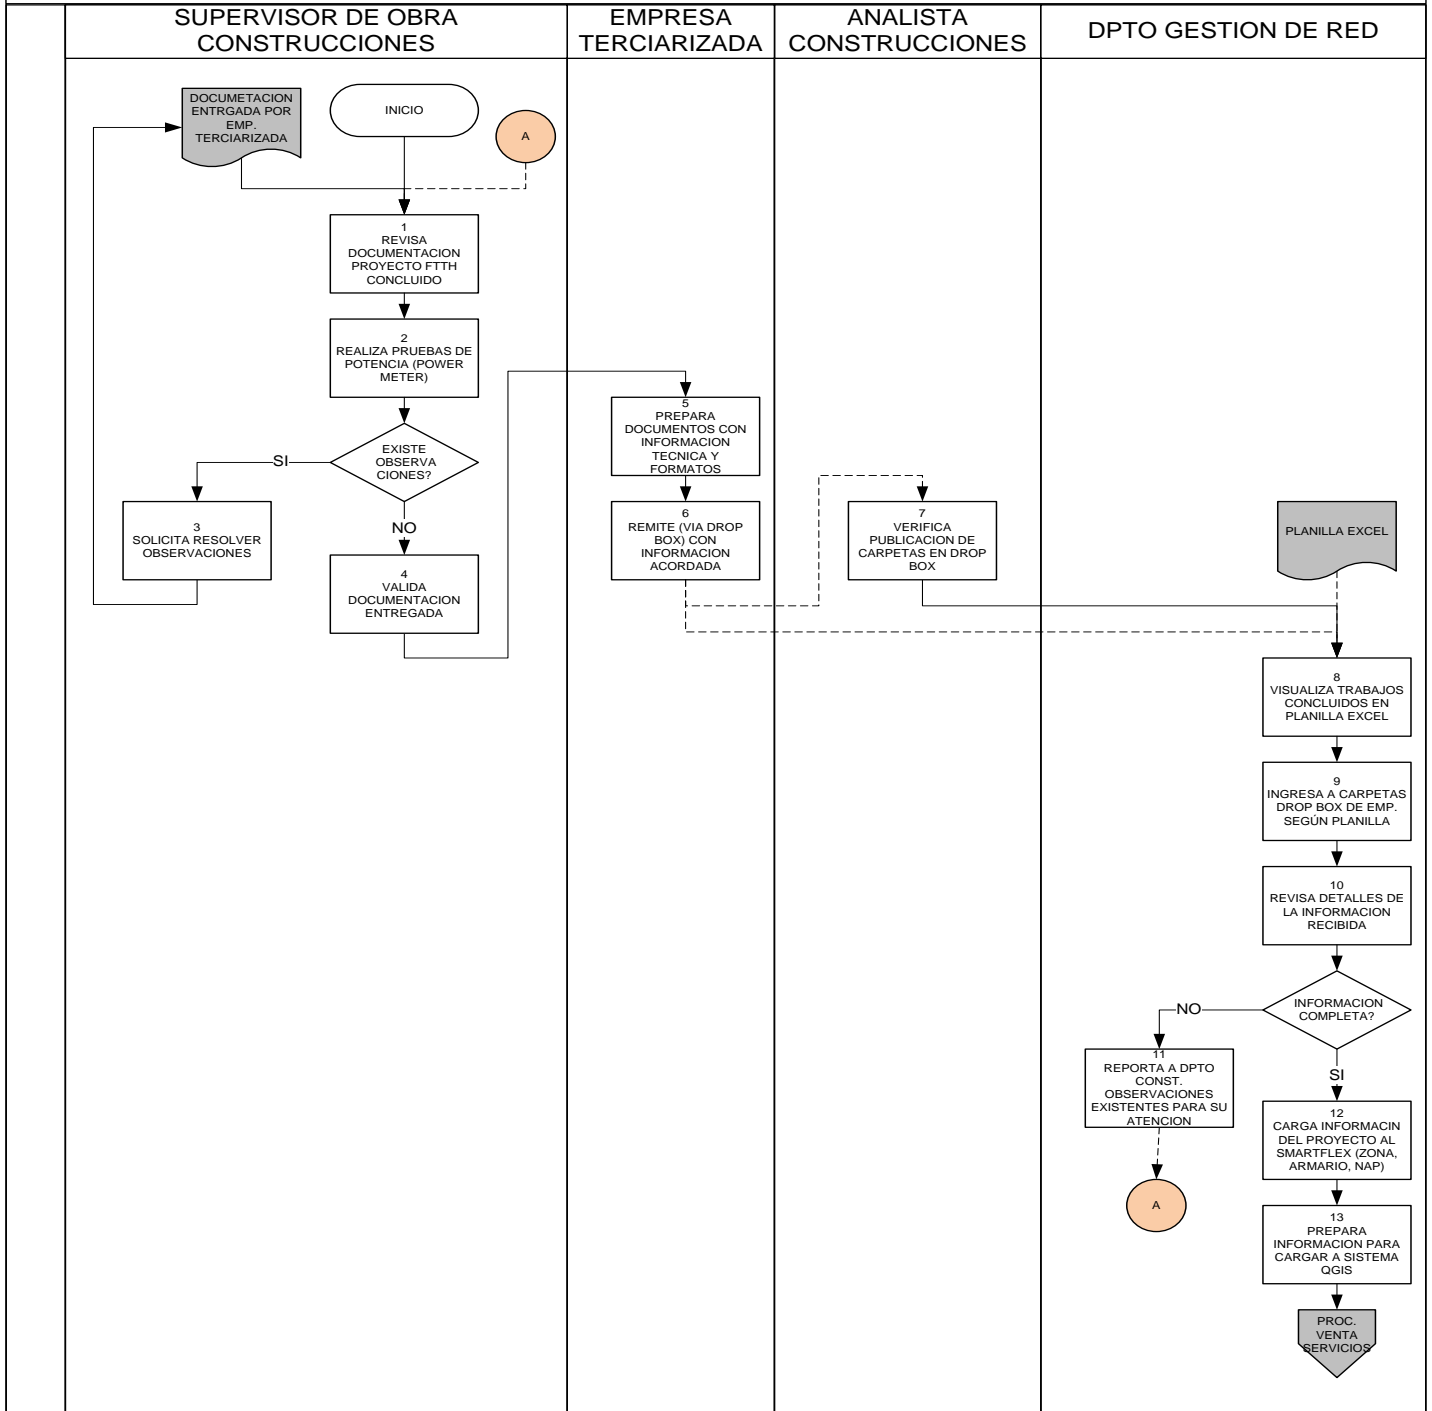 SUPERVISOR DE OBRA
CONSTRUCCIONES
EMPRESA
TERCIARIZADA
ANALISTA
CONSTRUCCIONES
DPTO GESTION DE RED
DOCUMETACION
ENTRGADA POR
EMP.
TERCIARIZADA
INICIO
A
1
REVISA
DOCUMENTACION
PROYECTO FTTH
CONCLUIDO
2
REALIZA PRUEBAS DE
POTENCIA (POWER
METER)
EXISTE
OBSERVA
CIONES?
SI
NO
3
SOLICITA RESOLVER
OBSERVACIONES
4
VALIDA
DOCUMENTACION
ENTREGADA
5
PREPARA
DOCUMENTOS CON
INFORMACION
TECNICA Y
FORMATOS
6
REMITE (VIA DROP
BOX) CON
INFORMACION
ACORDADA
7
VERIFICA
PUBLICACION DE
CARPETAS EN DROP
BOX
PLANILLA EXCEL
8
VISUALIZA TRABAJOS
CONCLUIDOS EN
PLANILLA EXCEL
9
INGRESA A CARPETAS
DROP BOX DE EMP.
SEGÚN PLANILLA
10
REVISA DETALLES DE
LA INFORMACION
RECIBIDA
INFORMACION
COMPLETA?
NO
SI
11
REPORTA A DPTO
CONST.
OBSERVACIONES
EXISTENTES PARA SU
ATENCION
A
12
CARGA INFORMACIN
DEL PROYECTO AL
SMARTFLEX (ZONA,
ARMARIO, NAP)
13
PREPARA
INFORMACION PARA
CARGAR A SISTEMA
QGIS
PROC.
VENTA
SERVICIOS